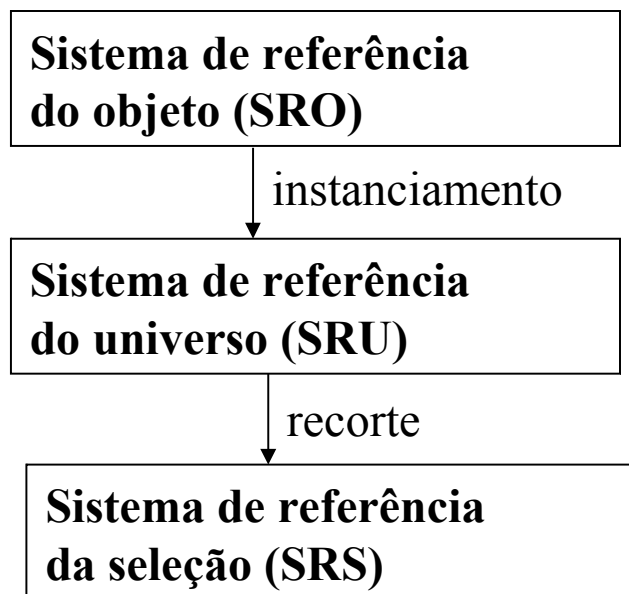 Sistema de referência
do objeto (SRO)
instanciamento
Sistema de referência
do universo (SRU)
recorte
Sistema de referência
da seleção (SRS)